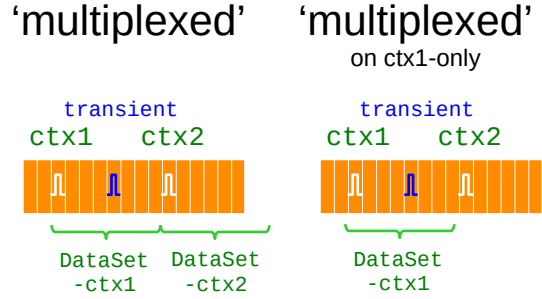 ‘multiplexed’
transient
ctx1 ctx2
DataSet DataSet
-ctx1 -ctx2
‘multiplexed’
on ctx1-only
transient
ctx1 ctx2
DataSet
-ctx1